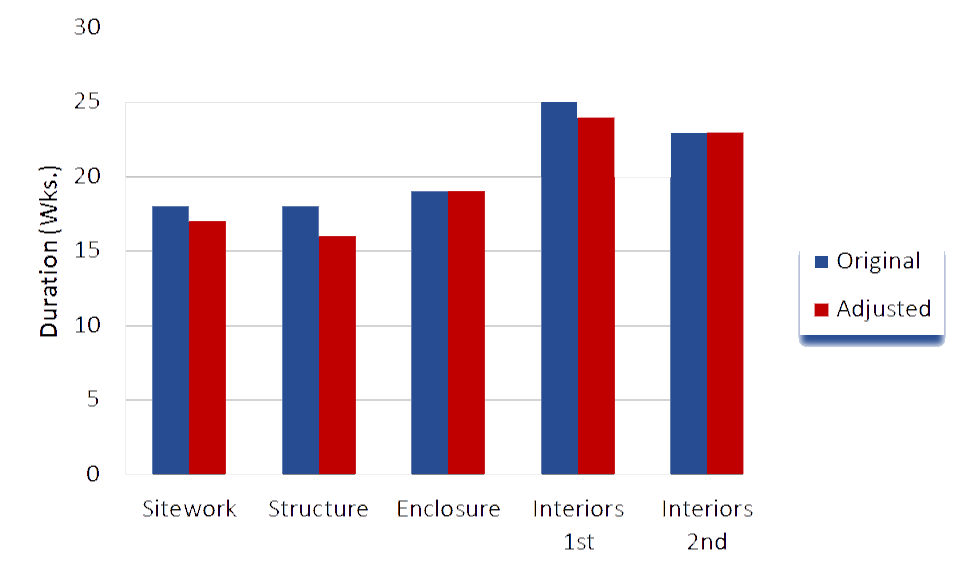 30
25
20
15
10
5
0
Duration (Wks.)
Sitework
Structure
Enclosure
Interiors
1st
Interiors
2nd
Original
Adjusted